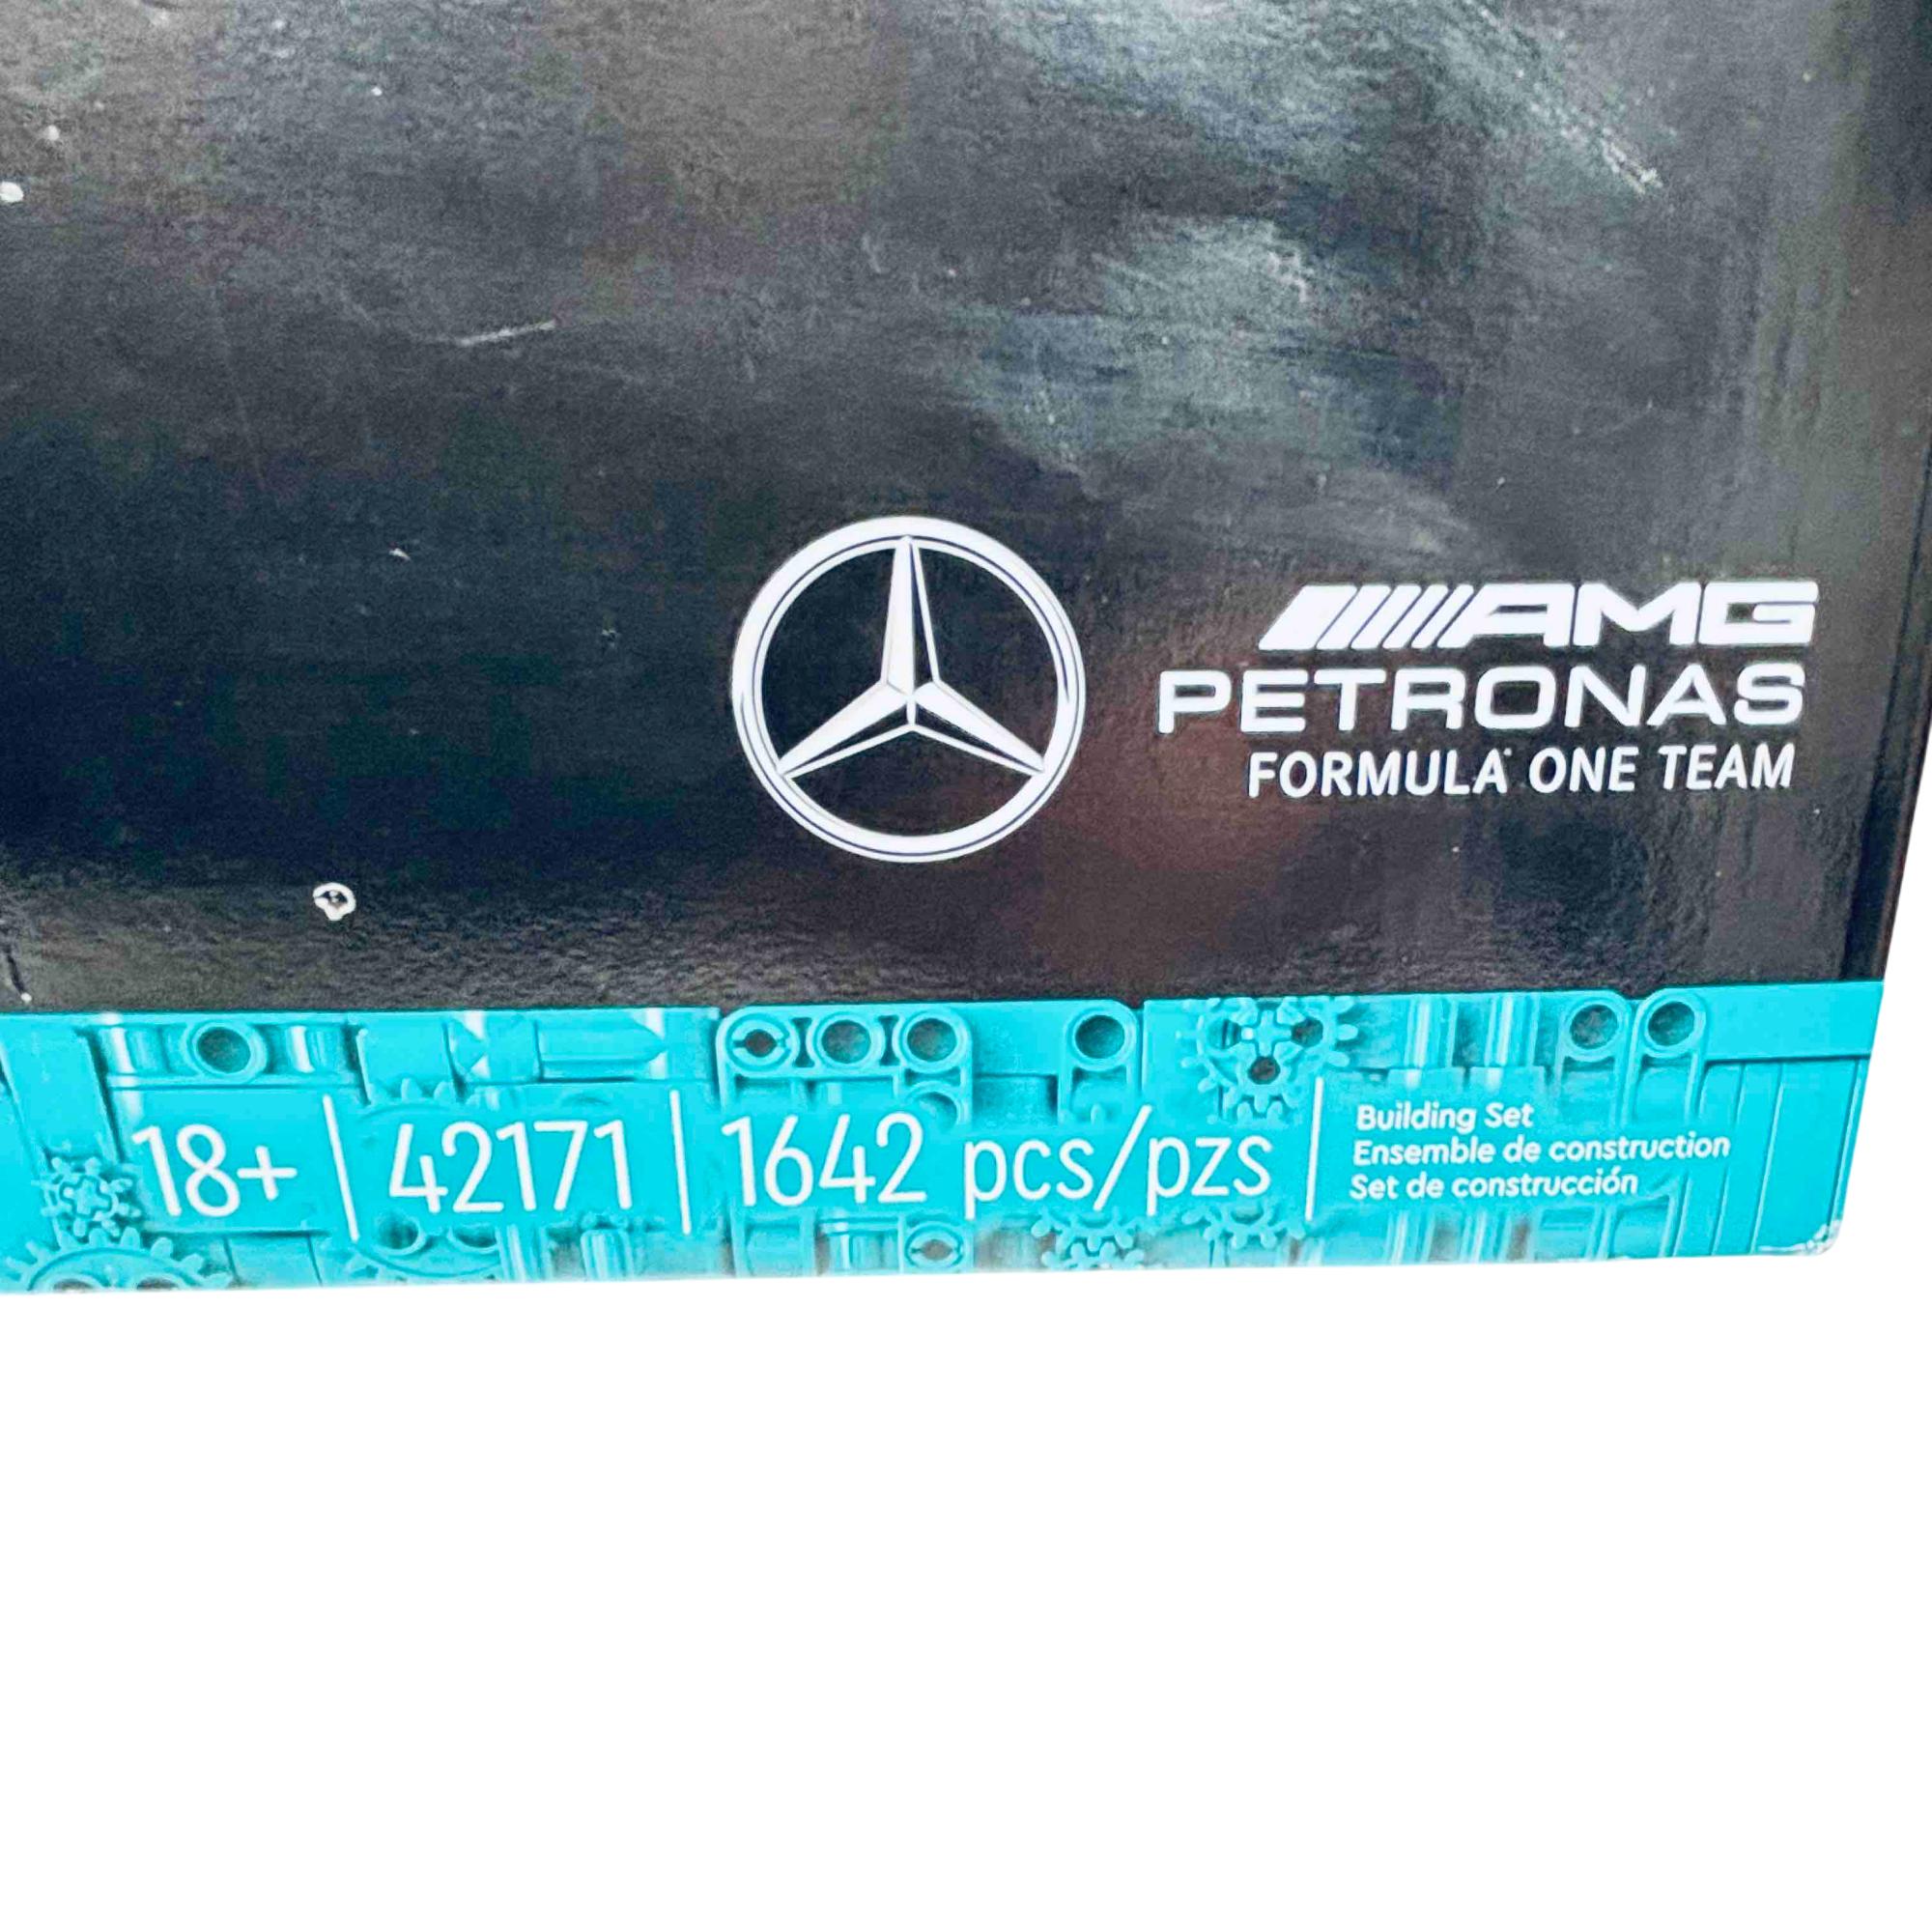 AMG
PETRONAS
FORMULA ONE TEAM
18+ | 42171 | 1642 pcs/pzs
Building Set
Ensemble de construction
Set de construcción